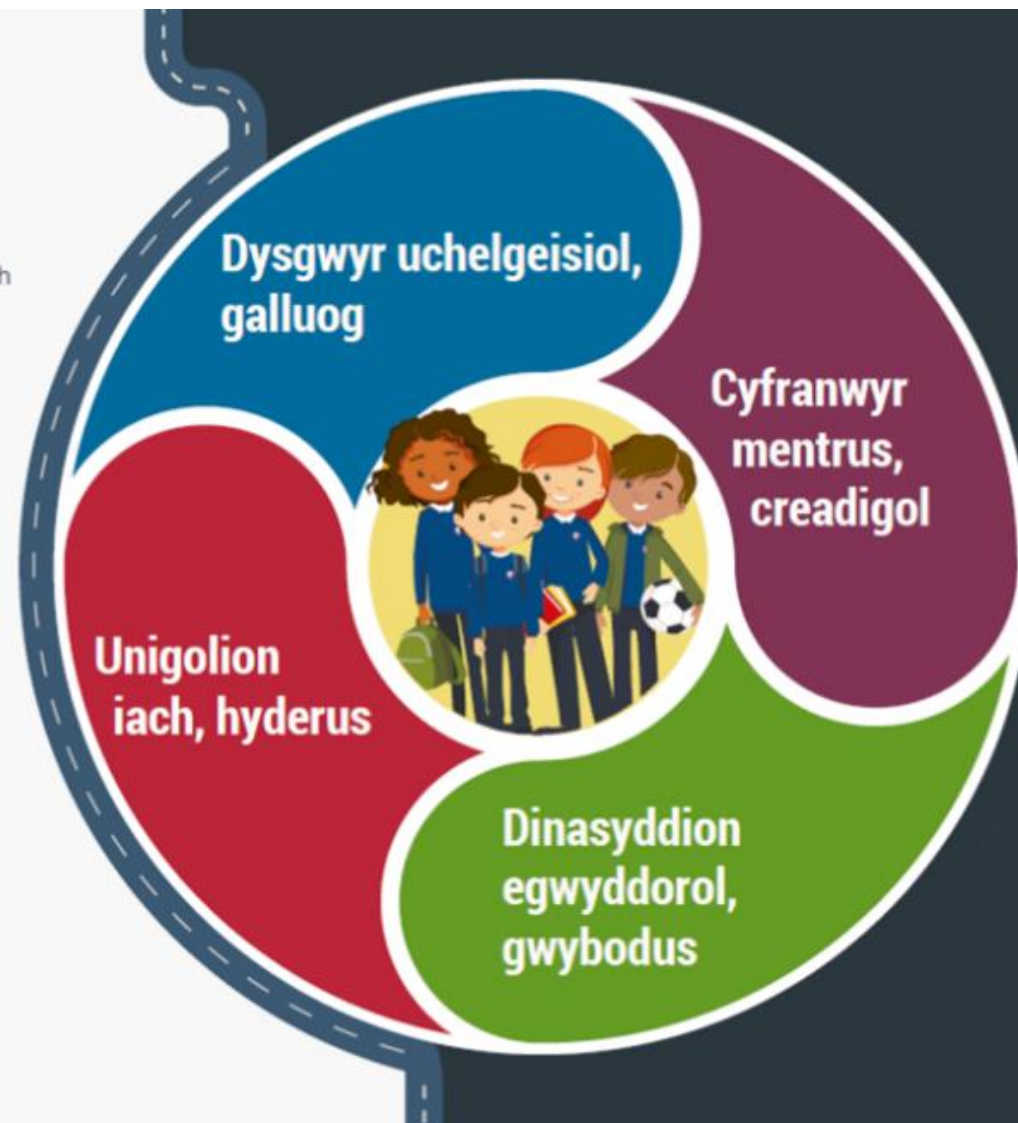 h
Dysgwyr uchelgeisiol,
galluog
Cyfranwyr
mentrus,
creadigol
Unigolion
iach, hyderus
Dinasyddion
egwyddorol,
gwybodus